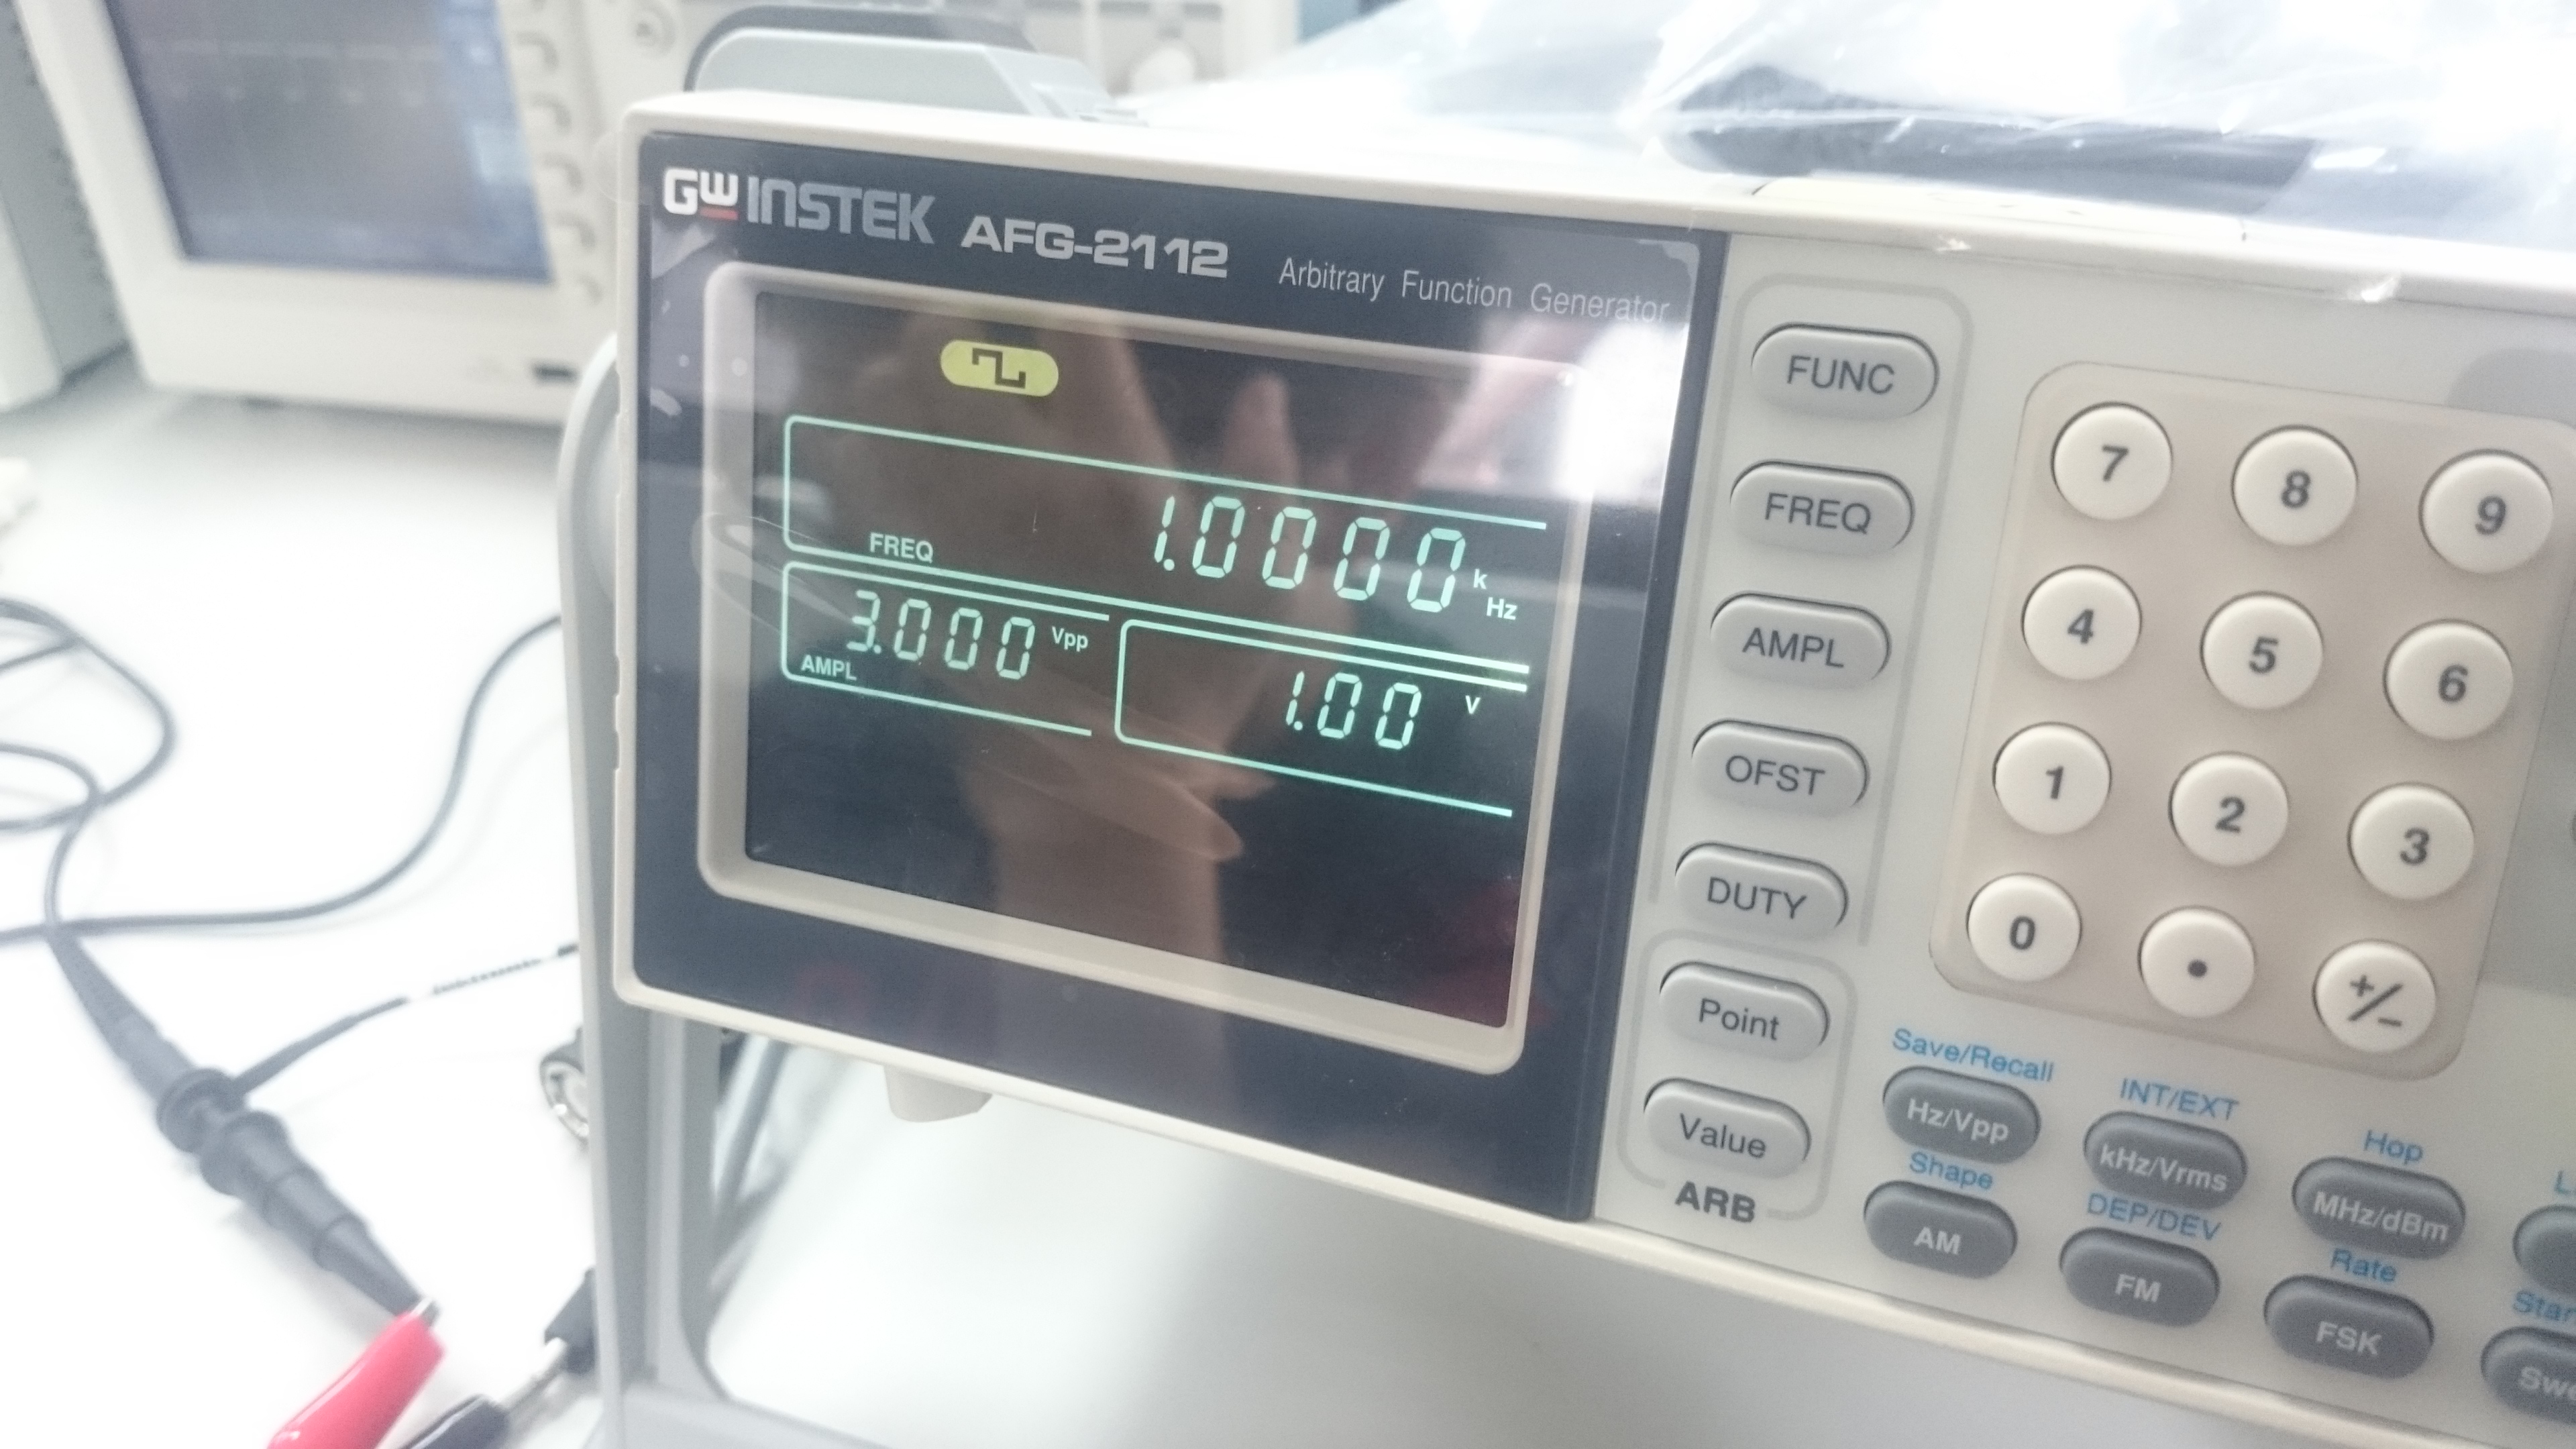 GW INSTEK AFG-2112 Arbitrary Function Generator
FREQ 1.0000 k Hz
3.000 Vpp
AMPL
1.00 V
FUNC
FREQ
AMPL
OFST
DUTY
Point
Value
ARB
7 8 9
4 5 6
1 2 3
0 • +/-
Save/Recall INT/EXT Hop
Hz/Vpp kHz/Vrms MHz/dBm
Shape DEP/DEV Rate
AM FM FSK